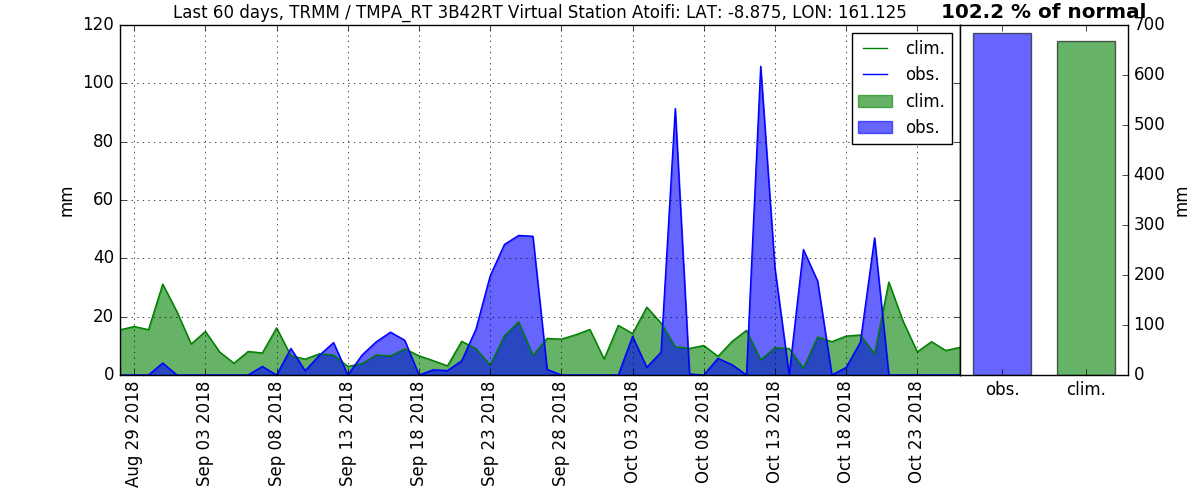 Last 60 days, TRMM / TMPA_RT 3B42RT Virtual Station Atoifi: LAT: -8.875, LON: 161.125
102.2 % of normal
120
100
80
60
40
20
0
mm
clim.
obs.
clim.
obs.
700
600
500
400
300
200
100
0
mm
Aug 29 2018
Sep 03 2018
Sep 08 2018
Sep 13 2018
Sep 18 2018
Sep 23 2018
Sep 28 2018
Oct 03 2018
Oct 08 2018
Oct 13 2018
Oct 18 2018
Oct 23 2018
obs.
clim.